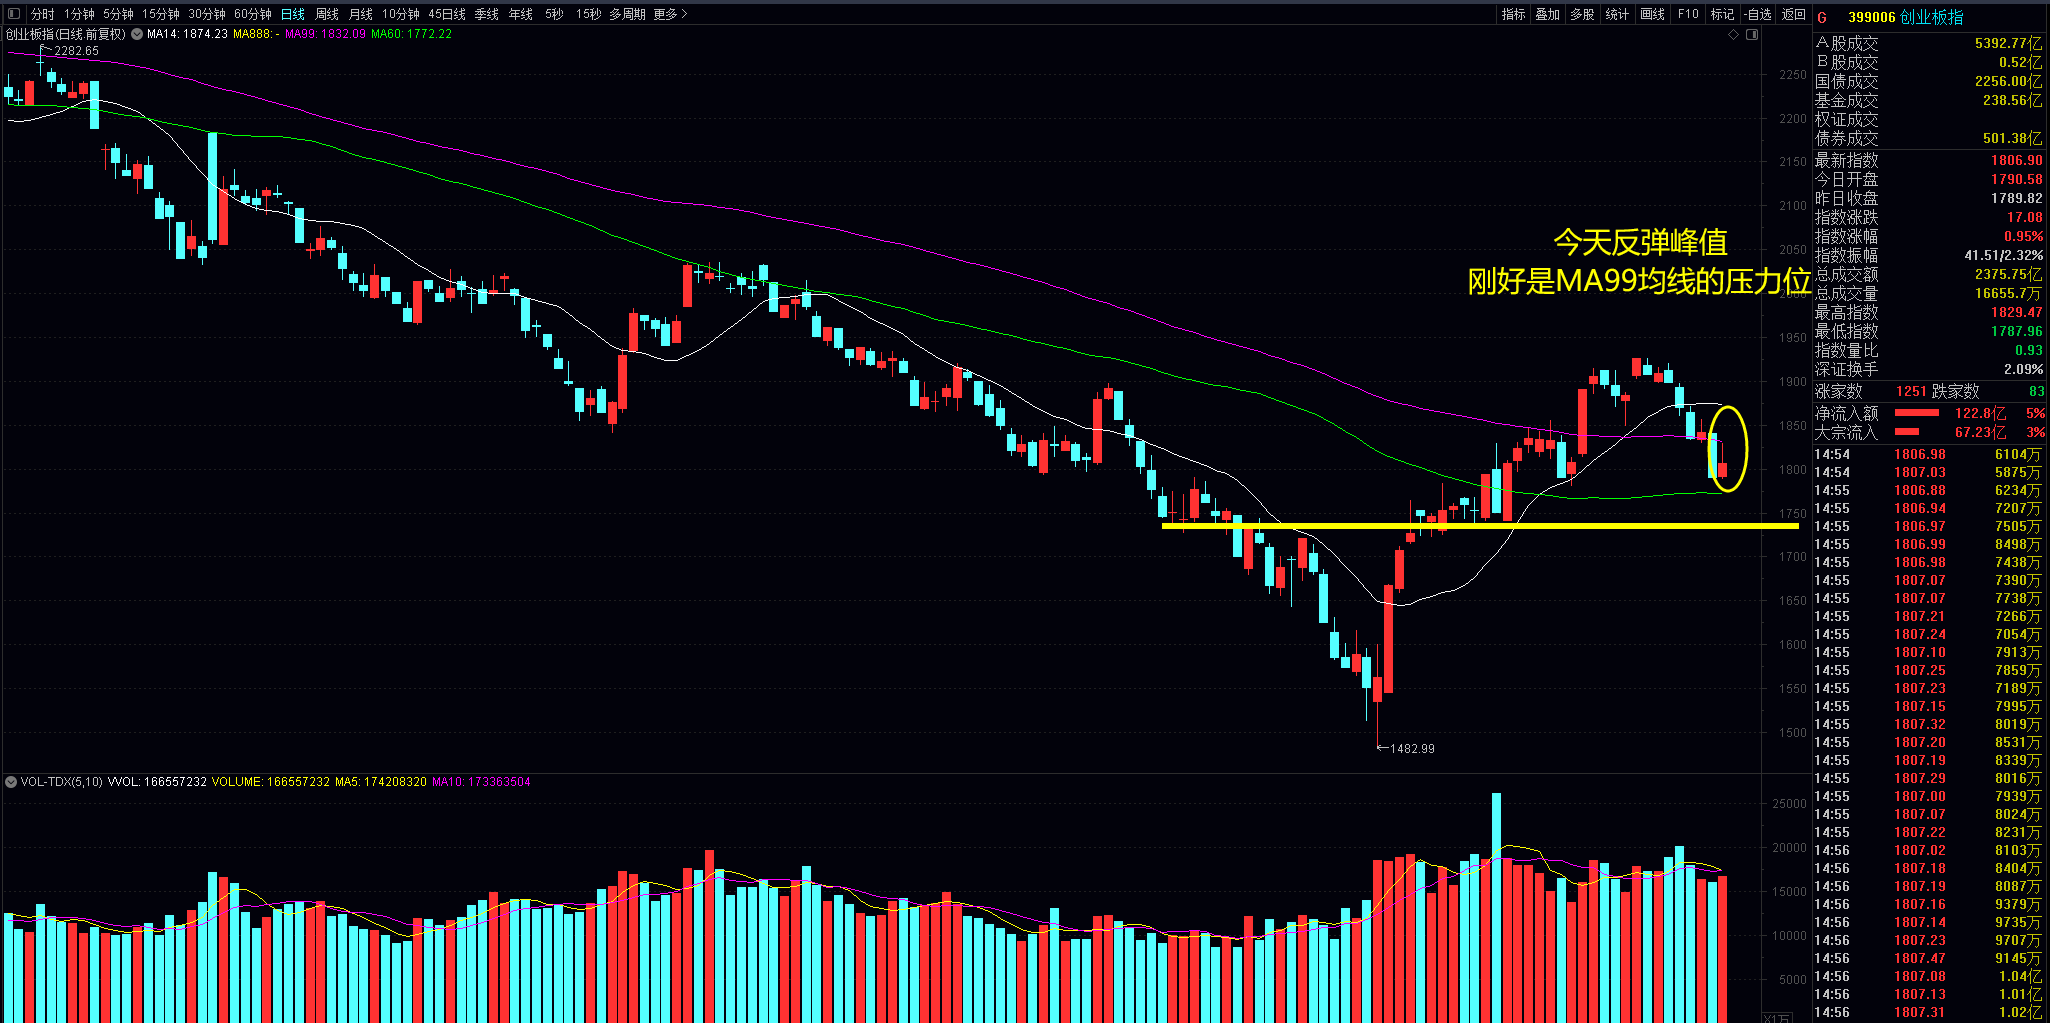 分时 1分钟 5分钟 15分钟 30分钟 60分钟 日线 周线 月线 10分钟 45日线 季线 年线 5秒 15秒 多周期 更多>
指标 叠加 多股 统计 画线 F10 标记 -自选 返回
创业板指(日线.前复权) MA14: 1874.23 MA888: - MA99: 1832.09 MA60: 1772.22
2282.65
今天反弹峰值
刚好是MA99均线的压力位
1482.99
2250
2200
2150
2100
2050
2000
1950
1900
1850
1800
1750
1700
1650
1600
1550
1500
VOL-TDX(5,10) VVOL: 166557232 VOLUME: 166557232 MA5: 174208320 MA10: 173363504
25000
20000
15000
10000
5000
X1万
G 399006 创业板指
A股成交 5392.77亿
B股成交 0.52亿
国债成交 2256.00亿
基金成交 238.56亿
权证成交
债券成交 501.38亿
最新指数 1806.90
今日开盘 1790.58
昨日收盘 1789.82
指数涨跌 17.08
指数涨幅 0.95%
指数振幅 41.51/2.32%
总成交额 2375.75亿
总成交量 16655.7万
最高指数 1829.47
最低指数 1787.96
指数量比 0.93
深证换手 2.09%
涨家数 1251 跌家数 83
净流入额 122.8亿 5%
大宗流入 67.23亿 3%
14:54 1806.98 6104万
14:54 1807.03 5875万
14:55 1806.88 6234万
14:55 1806.94 7207万
14:55 1806.97 7505万
14:55 1806.99 8498万
14:55 1806.98 7438万
14:55 1807.07 7390万
14:55 1807.07 7738万
14:55 1807.21 7266万
14:55 1807.24 7054万
14:55 1807.10 7913万
14:55 1807.25 7859万
14:55 1807.23 7189万
14:55 1807.15 7995万
14:55 1807.32 8019万
14:55 1807.20 8531万
14:55 1807.19 8339万
14:55 1807.29 8016万
14:55 1807.00 7939万
14:55 1807.07 8024万
14:55 1807.22 8231万
14:56 1807.02 8103万
14:56 1807.18 8404万
14:56 1807.19 8087万
14:56 1807.16 9379万
14:56 1807.14 9735万
14:56 1807.23 9707万
14:56 1807.47 9145万
14:56 1807.08 1.04亿
14:56 1807.13 1.01亿
14:56 1807.31 1.02亿